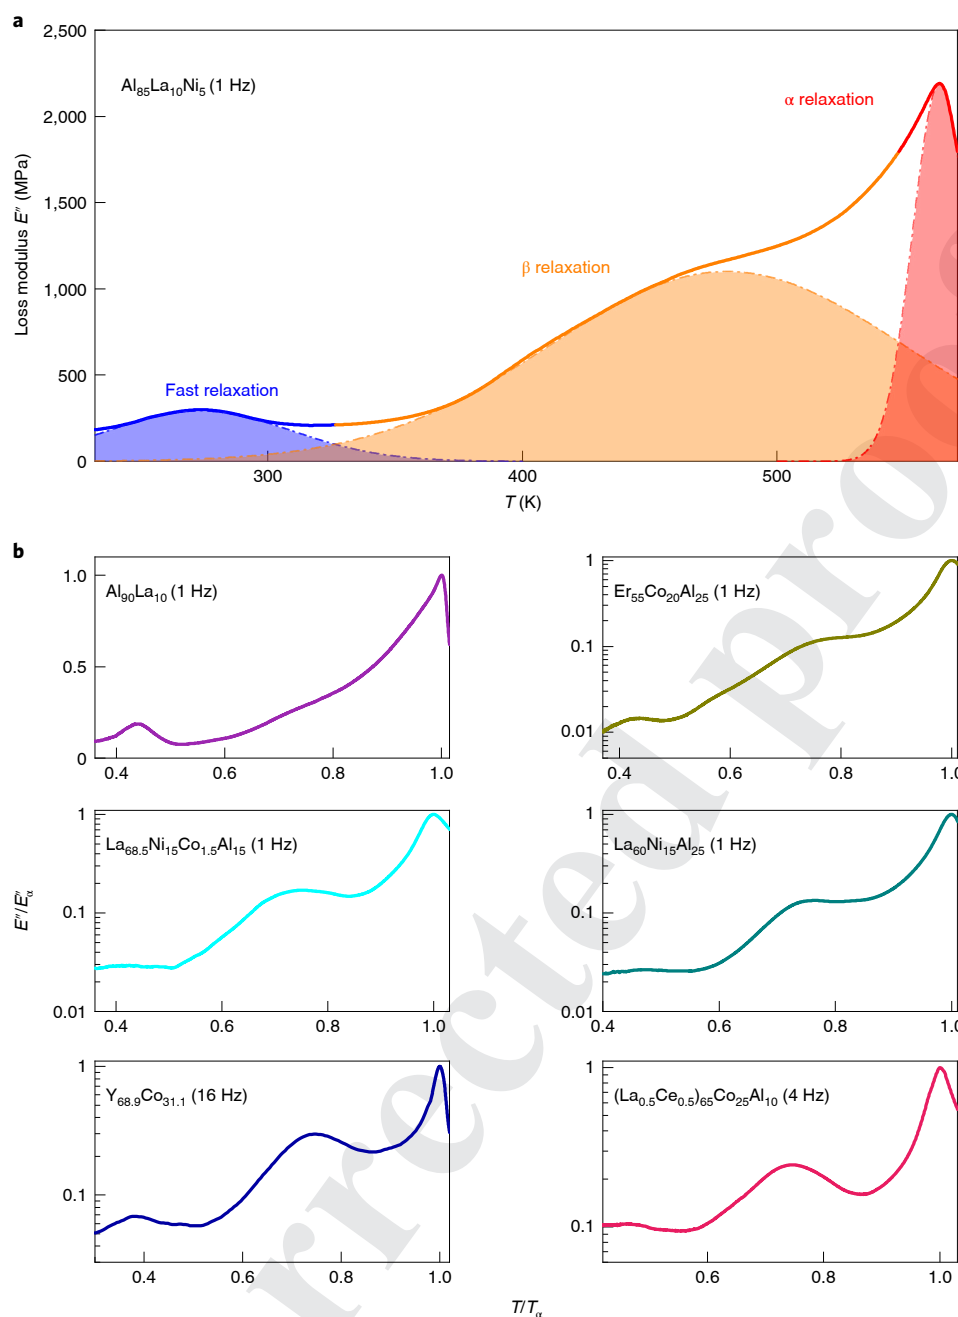 a
2,500
2,000
1,500
1,000
500
0
Loss modulus E″ (MPa)
Al85La10Ni5 (1 Hz)
α relaxation
β relaxation
Fast relaxation
300 400 500
T (K)
b
1.0
0.5
0
Al90La10 (1 Hz)
0.4 0.6 0.8 1.0
1
0.1
0.01
Er55Co20Al25 (1 Hz)
0.4 0.6 0.8 1.0
E″/E″α
1
0.1
0.01
La68.5Ni15Co1.5Al15 (1 Hz)
0.4 0.6 0.8 1.0
1
0.1
0.01
La60Ni15Al25 (1 Hz)
0.4 0.6 0.8 1.0
1
0.1
Y68.9Co31.1 (16 Hz)
0.4 0.6 0.8 1.0
1
0.1
(La0.5Ce0.5)65Co25Al10 (4 Hz)
0.6 0.8 1.0
T/Tα
rrected proo